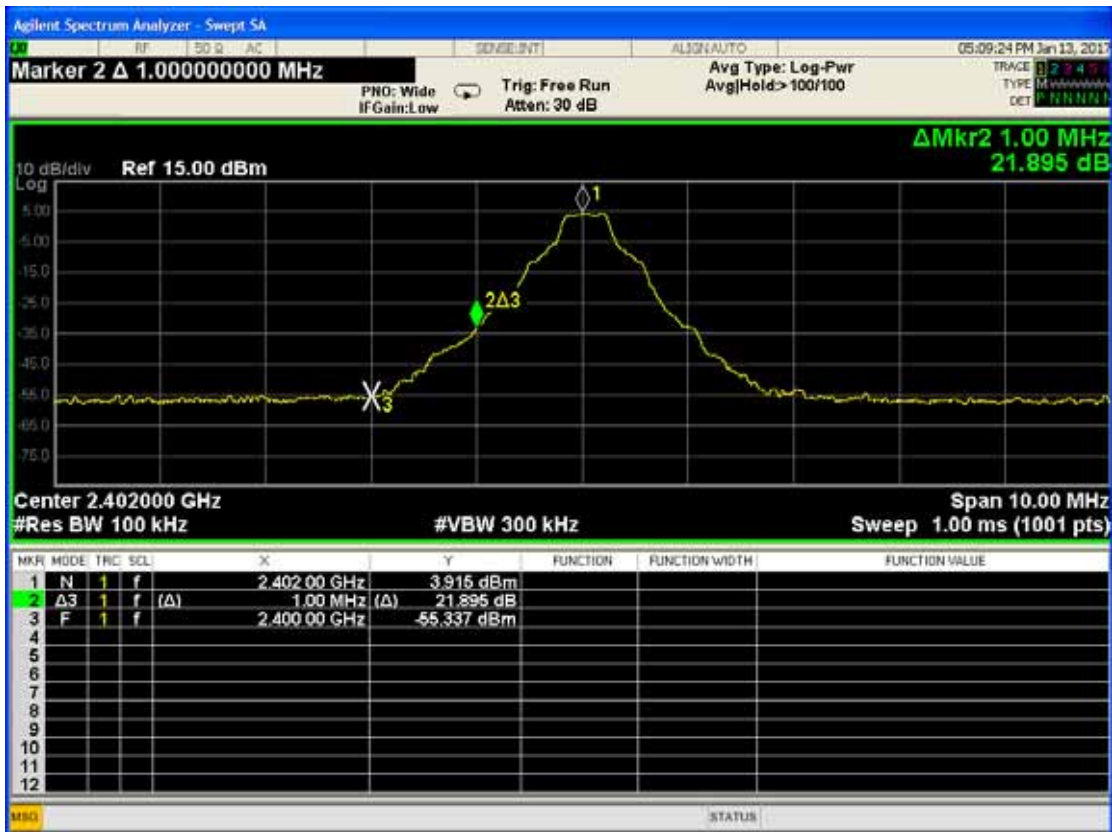 Agilent Spectrum Analyzer - Swept SA
RF 50 Ω AC SENSE:INT ALIGNAUTO 05:09:24 PM Jan 13, 2017
Marker 2 Δ 1.000000000 MHz
PNO: Wide
IFGain:Low
Trig: Free Run
Atten: 30 dB
Avg Type: Log-Pwr
Avg|Hold:>100/100
TRACE 1 2 3 4 5
TYPE M
DET P N N N N
ΔMkr2 1.00 MHz
21.895 dB
10 dB/div Ref 15.00 dBm
Log
5.00
-5.00
-15.0
-25.0
-35.0
-45.0
-55.0
-65.0
-75.0
1
2Δ3
3
Center 2.402000 GHz Span 10.00 MHz
#Res BW 100 kHz #VBW 300 kHz Sweep 1.00 ms (1001 pts)
MKR MODE TRC SCL X Y FUNCTION FUNCTION WIDTH FUNCTION VALUE
1 N 1 f 2.402 00 GHz 3.915 dBm
2 Δ3 1 f (Δ) 1.00 MHz (Δ) 21.895 dB
3 F 1 f 2.400 00 GHz -55.337 dBm
4
5
6
7
8
9
10
11
12
MSG STATUS